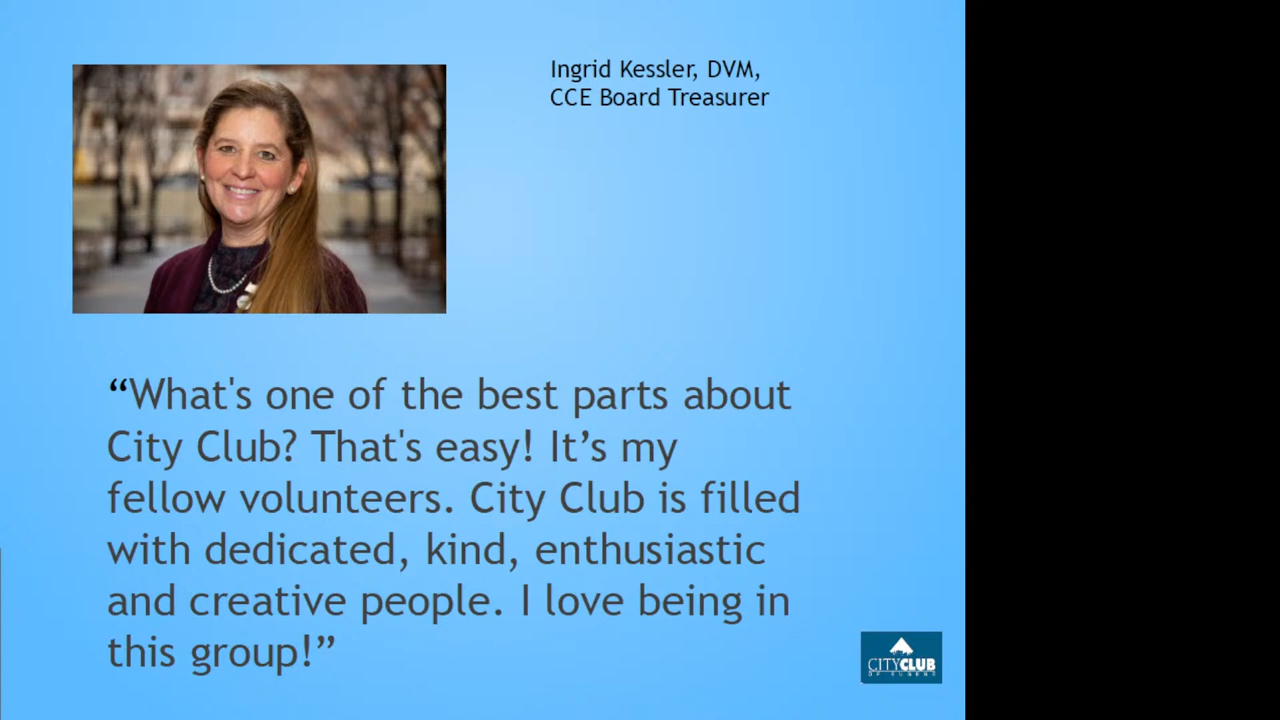 Ingrid Kessler, DVM,
CCE Board Treasurer
“What's one of the best parts about
City Club? That's easy! It’s my
fellow volunteers. City Club is filled
with dedicated, kind, enthusiastic
and creative people. I love being in
this group!”
CITYCLUB
OF EUGENE